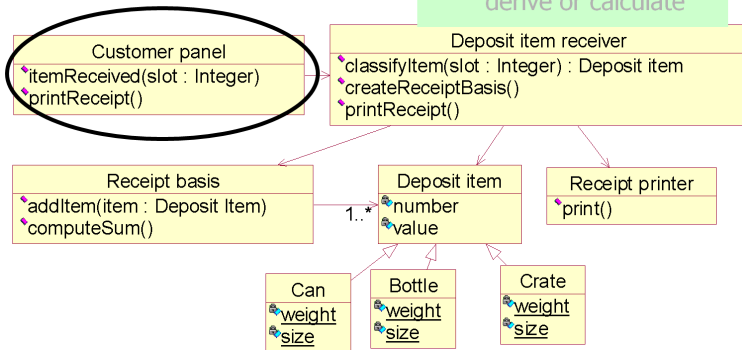 derive or calculate
Customer panel
itemReceived(slot : Integer)
printReceipt()
Deposit item receiver
classifyItem(slot : Integer) : Deposit item
createReceiptBasis()
printReceipt()
Receipt basis
addItem(item : Deposit Item)
computeSum()
1..*
Deposit item
number
value
Receipt printer
print()
Can
weight
size
Bottle
weight
size
Crate
weight
size